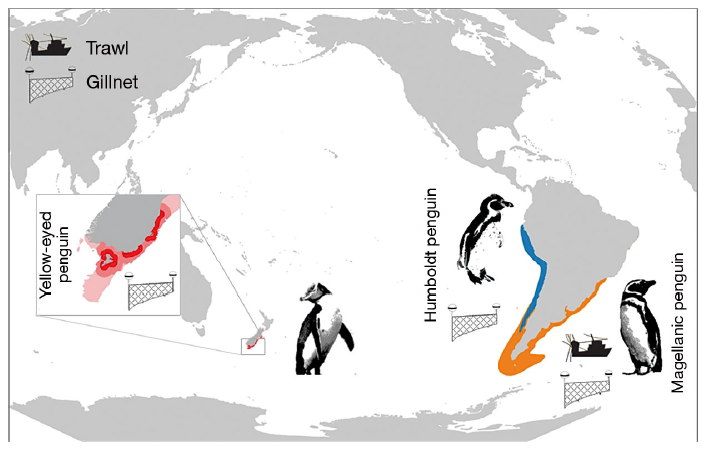 Trawl
Gillnet
Yellow-eyed
penguin
Humboldt penguin
Magellanic penguin